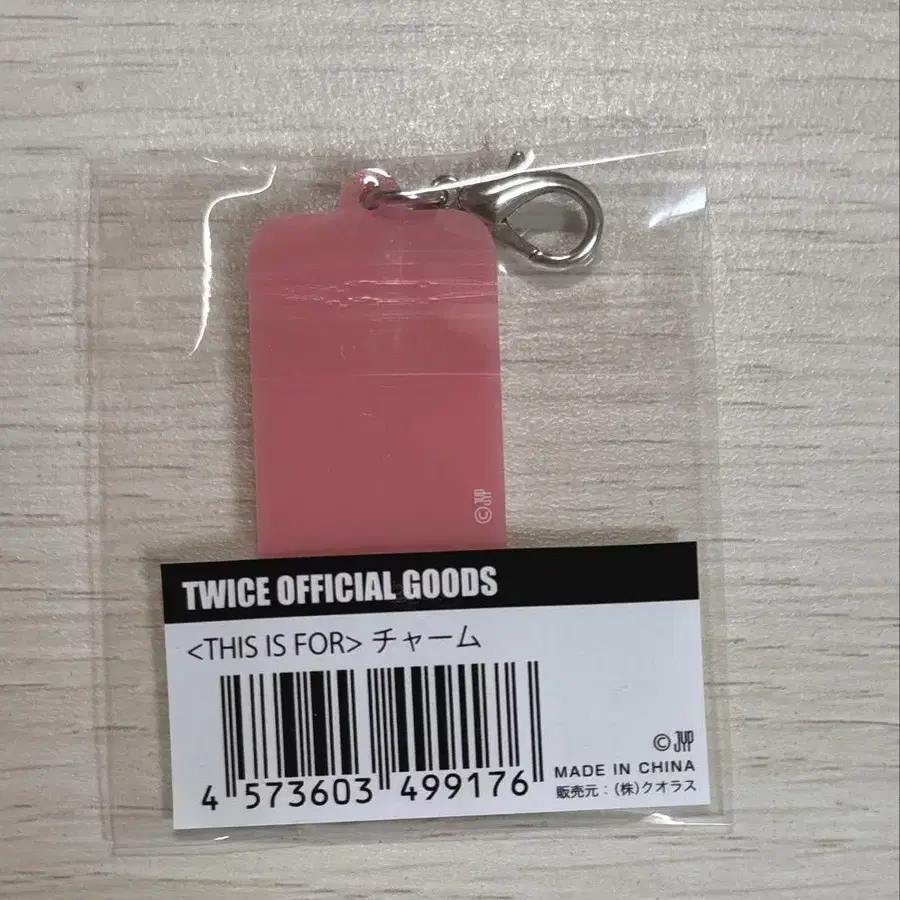 ©JYP
TWICE OFFICIAL GOODS
<THIS IS FOR> チャーム
4 573603 499176
©JYP
MADE IN CHINA
販売元：(株)クオラス